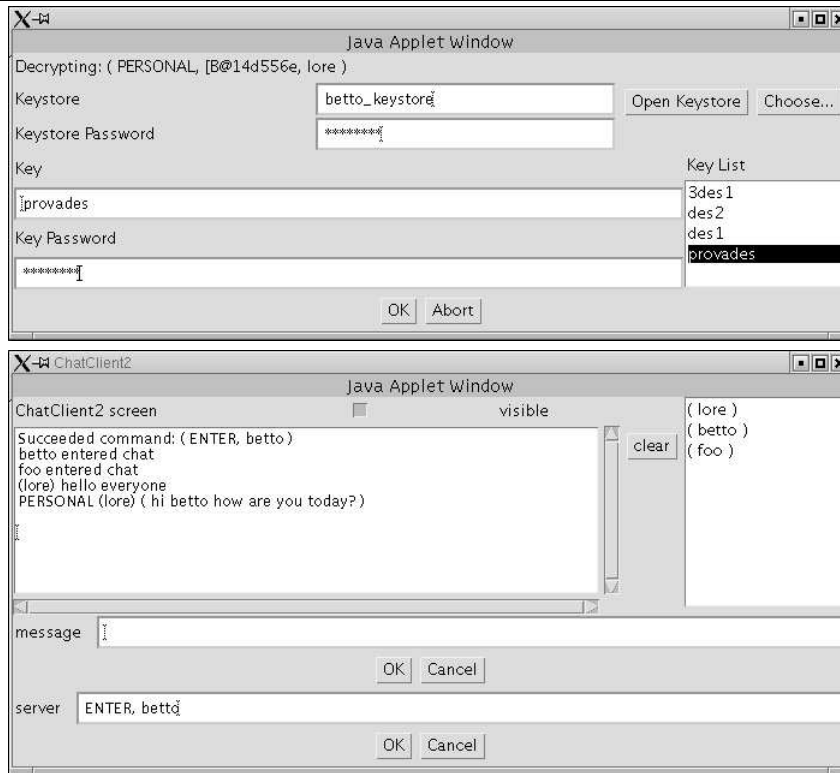 Java Applet Window
Decrypting: ( PERSONAL, [B@14d556e, lore )
Keystore
betto_keystore
Open Keystore
Choose...
Keystore Password
********
Key
Key List
provades
3des1
des2
des1
provades
Key Password
********
OK
Abort
ChatClient2
Java Applet Window
ChatClient2 screen
visible
Succeeded command: ( ENTER, betto )
betto entered chat
foo entered chat
(lore) hello everyone
PERSONAL (lore) ( hi betto how are you today? )
clear
( lore )
( betto )
( foo )
message
OK
Cancel
server
ENTER, betto
OK
Cancel